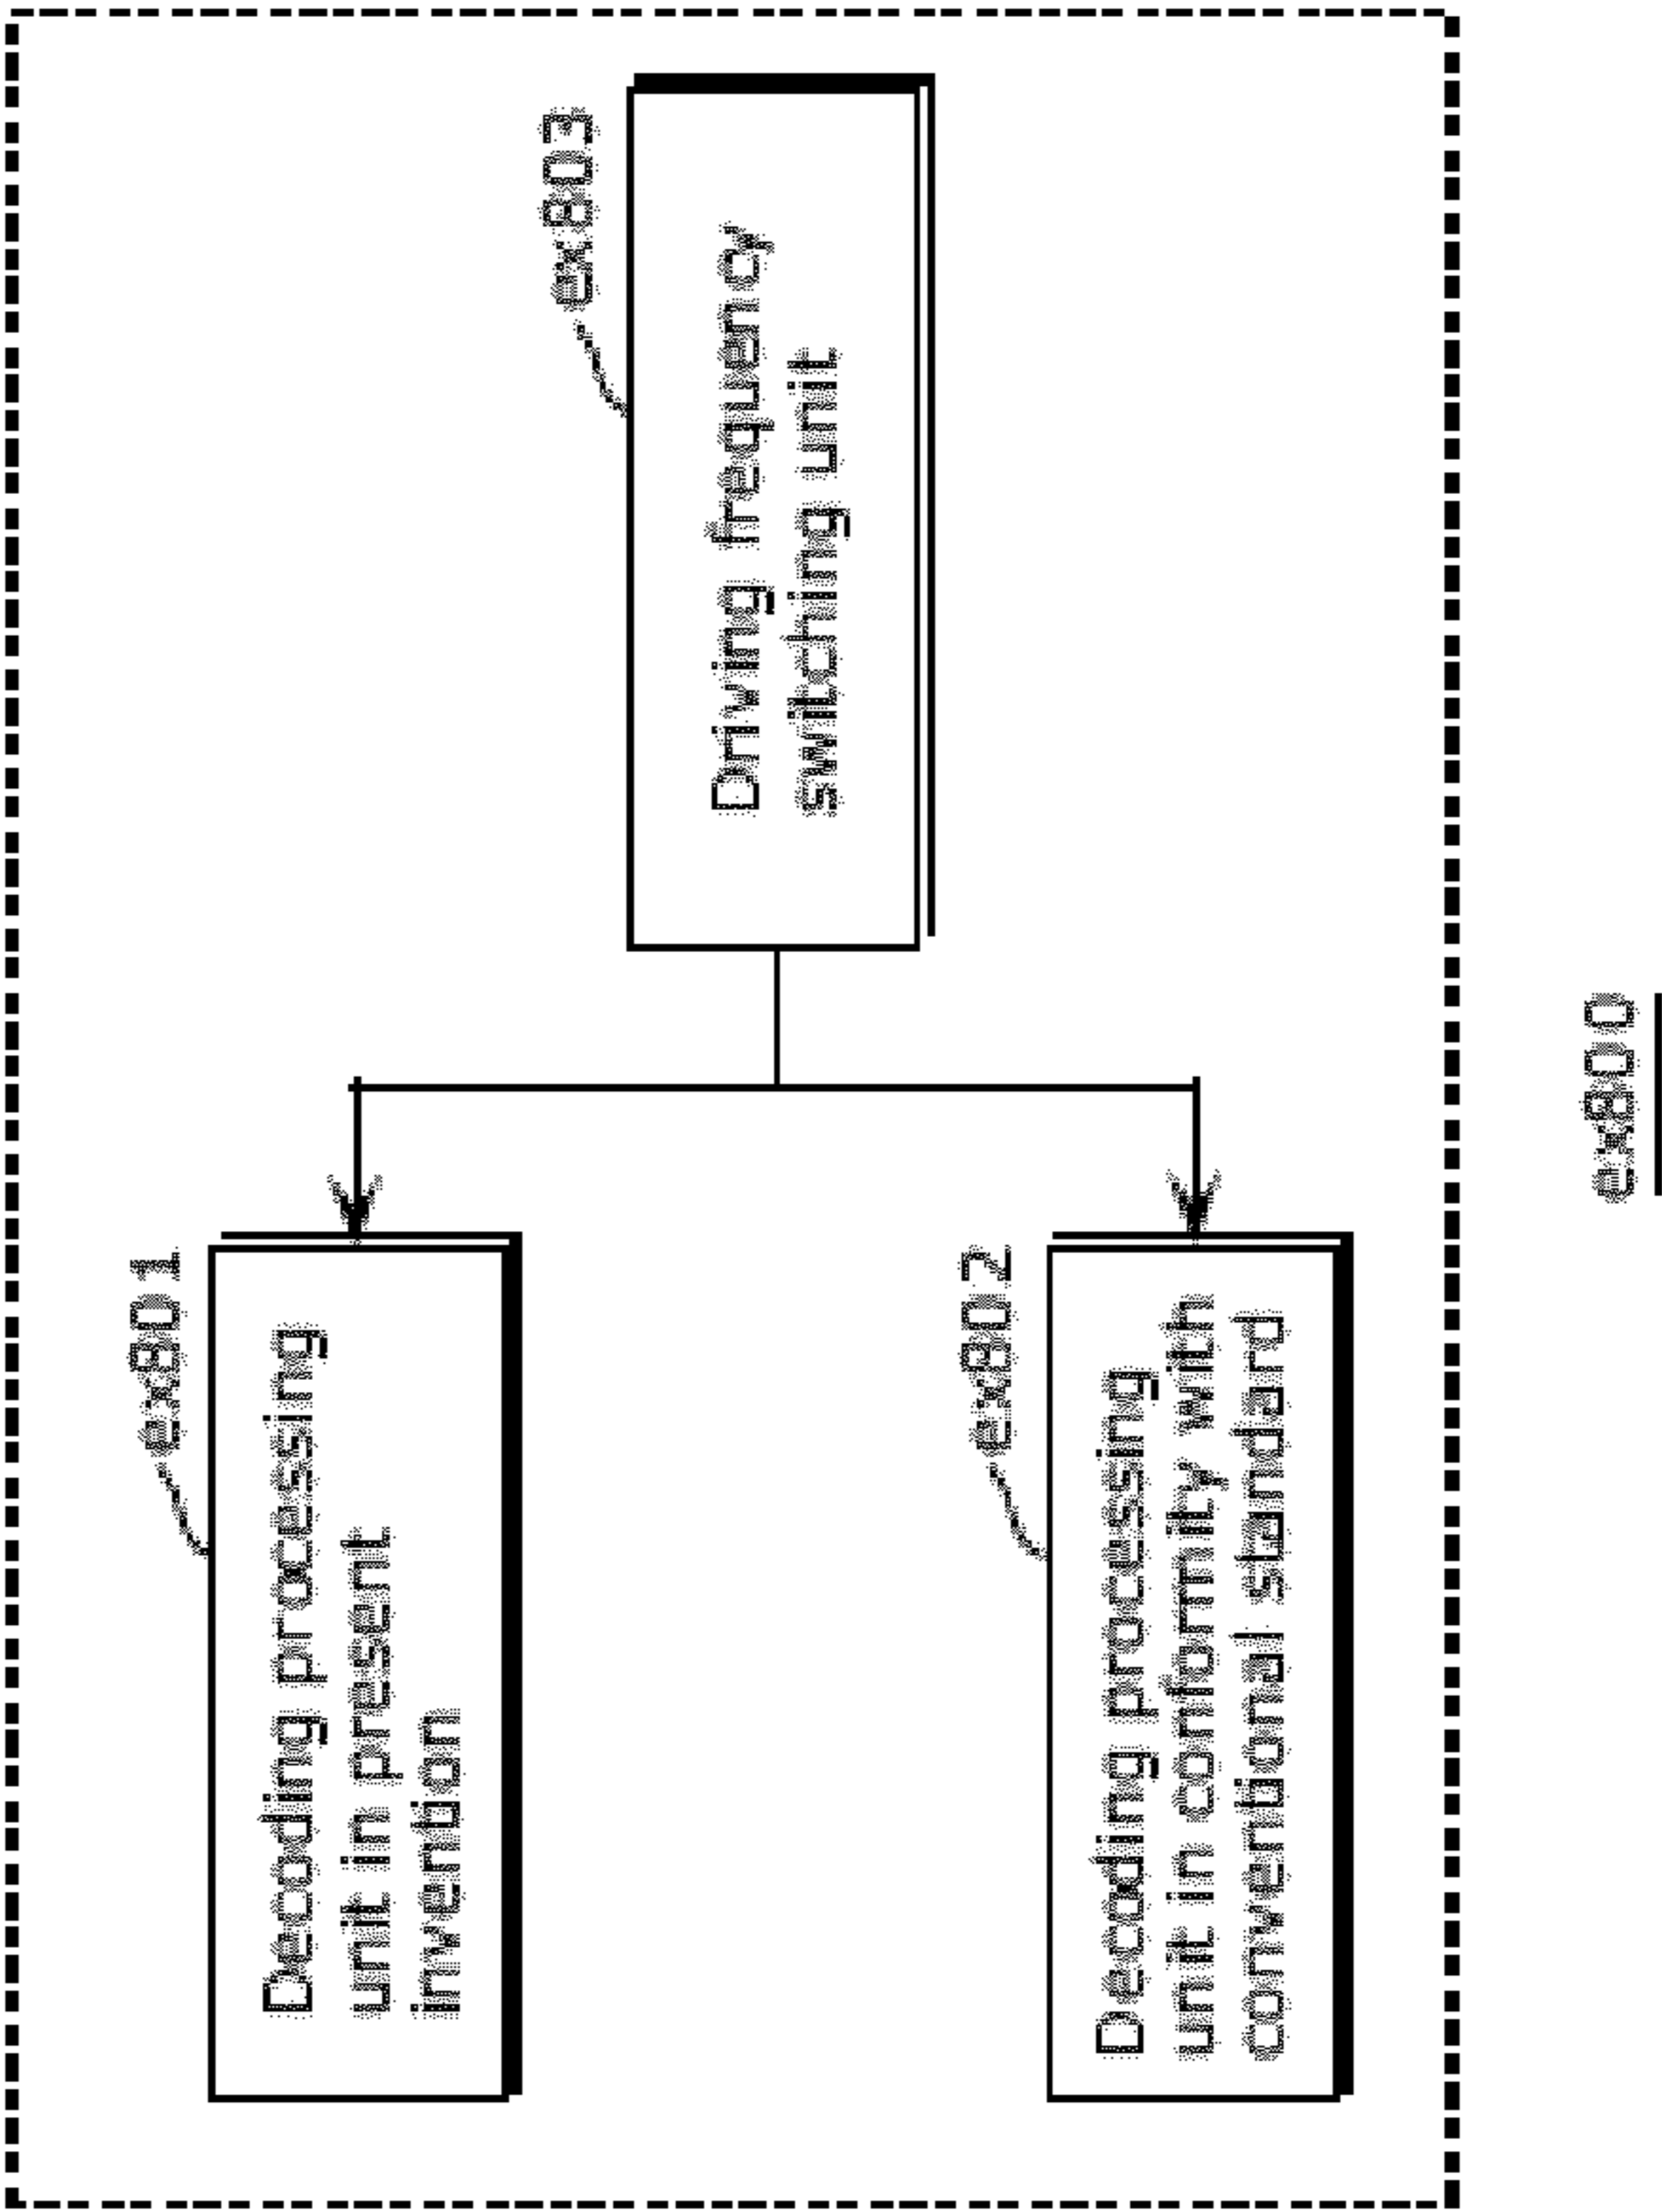 ex803
Driving frequency
switching unit
ex801
Decoding processing
unit in present
invention
ex802
Decoding processing
unit in conformity with
conventional standard
ex800